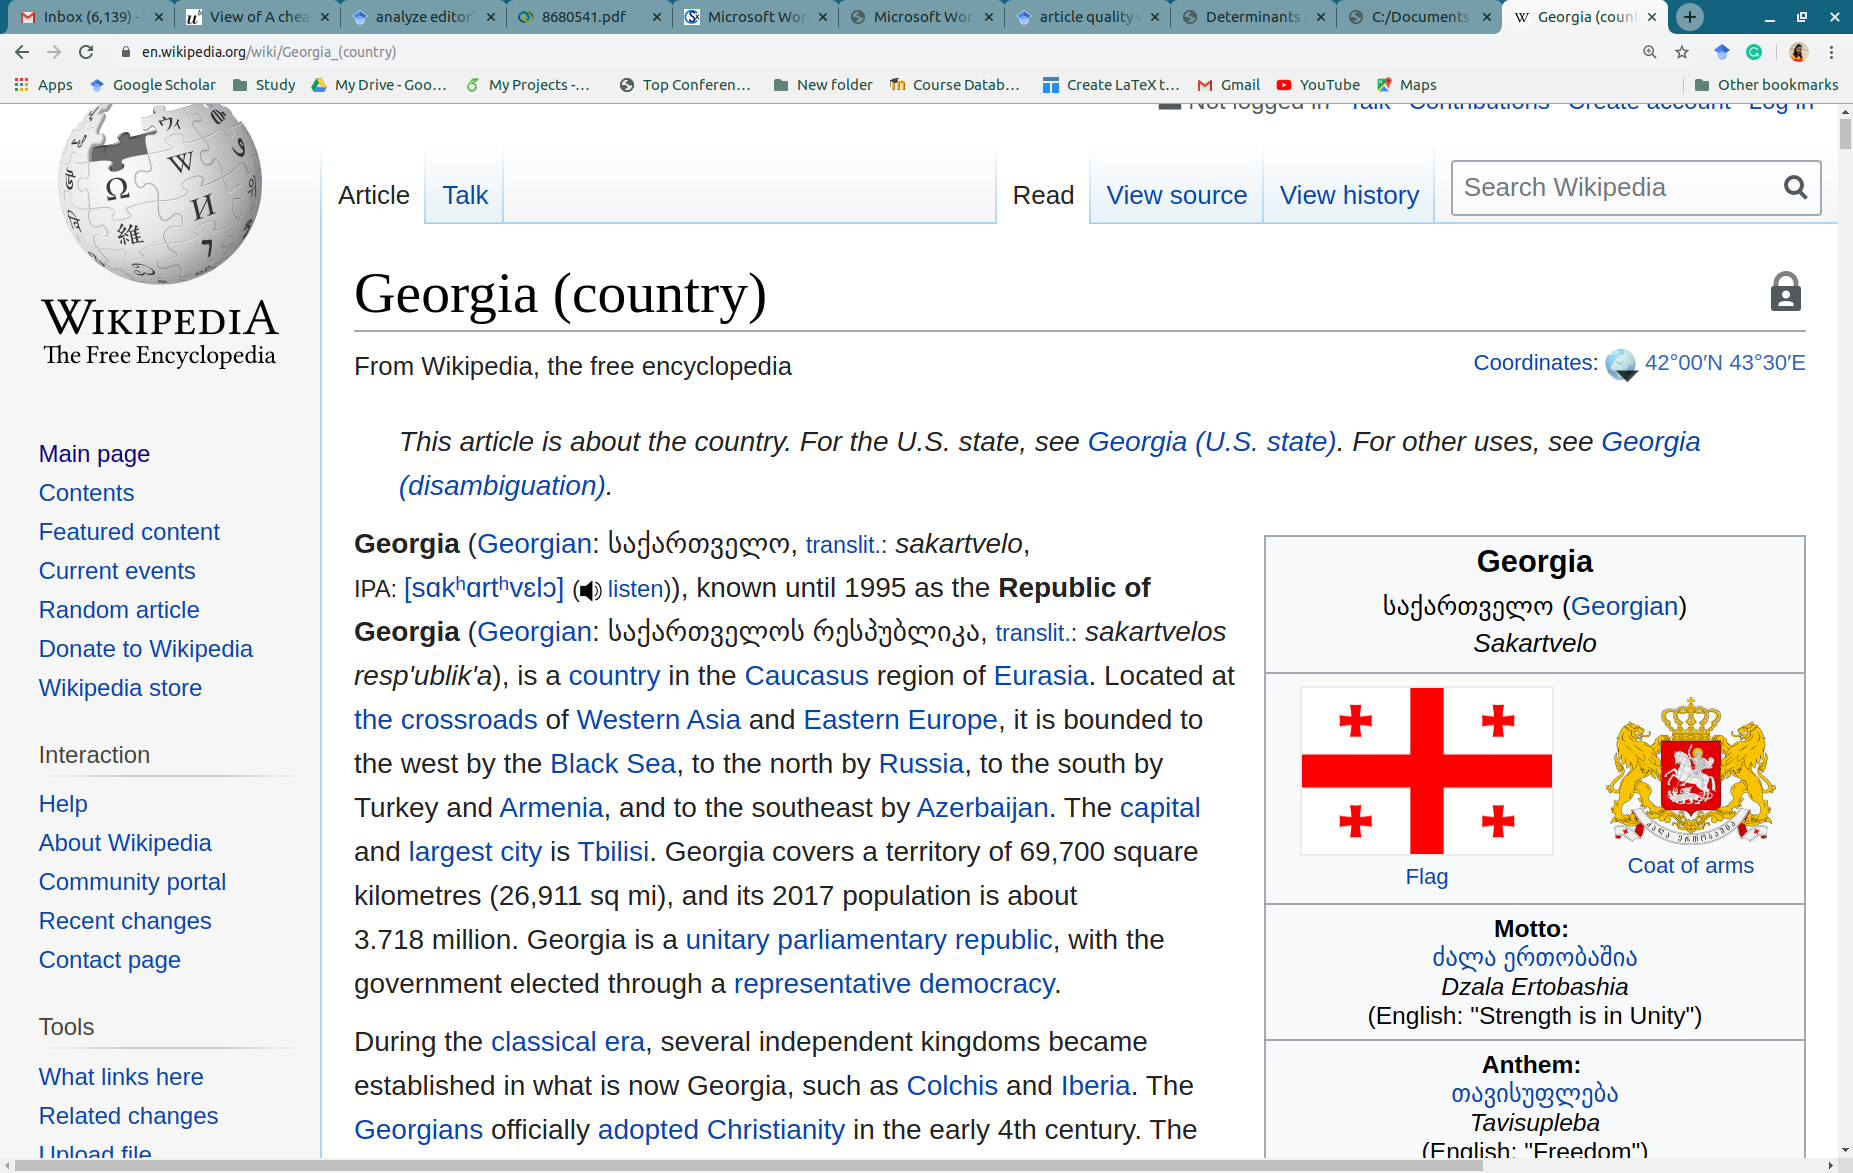 Inbox (6,139) -
View of A chea
analyze editor'
8680541.pdf
Microsoft Wor
Microsoft Wor
article quality
Determinants
C:/Documents
Georgia (count
en.wikipedia.org/wiki/Georgia_(country)
Apps
Google Scholar
Study
My Drive - Goo...
My Projects -...
Top Conferen...
New folder
Course Datab...
Create LaTeX t...
Gmail
YouTube
Maps
Other bookmarks
Not logged in Talk Contributions Create account Log in
Article Talk Read View source View history Search Wikipedia
WIKIPEDIA
The Free Encyclopedia
Main page
Contents
Featured content
Current events
Random article
Donate to Wikipedia
Wikipedia store
Interaction
Help
About Wikipedia
Community portal
Recent changes
Contact page
Tools
What links here
Related changes
Upload file
Georgia (country)
From Wikipedia, the free encyclopedia
Coordinates: 42°00′N 43°30′E
This article is about the country. For the U.S. state, see Georgia (U.S. state). For other uses, see Georgia
(disambiguation).
Georgia (Georgian: საქართველო, translit.: sakartvelo,
IPA: [sɑkʰɑrtʰvɛlɔ] (listen)), known until 1995 as the Republic of
Georgia (Georgian: საქართველოს რესპუბლიკა, translit.: sakartvelos
resp'ublik'a), is a country in the Caucasus region of Eurasia. Located at
the crossroads of Western Asia and Eastern Europe, it is bounded to
the west by the Black Sea, to the north by Russia, to the south by
Turkey and Armenia, and to the southeast by Azerbaijan. The capital
and largest city is Tbilisi. Georgia covers a territory of 69,700 square
kilometres (26,911 sq mi), and its 2017 population is about
3.718 million. Georgia is a unitary parliamentary republic, with the
government elected through a representative democracy.
During the classical era, several independent kingdoms became
established in what is now Georgia, such as Colchis and Iberia. The
Georgians officially adopted Christianity in the early 4th century. The
Georgia
საქართველო (Georgian)
Sakartvelo
Flag
Coat of arms
Motto:
ძალა ერთობაშია
Dzala Ertobashia
(English: "Strength is in Unity")
Anthem:
თავისუფლება
Tavisupleba
(English: "Freedom")